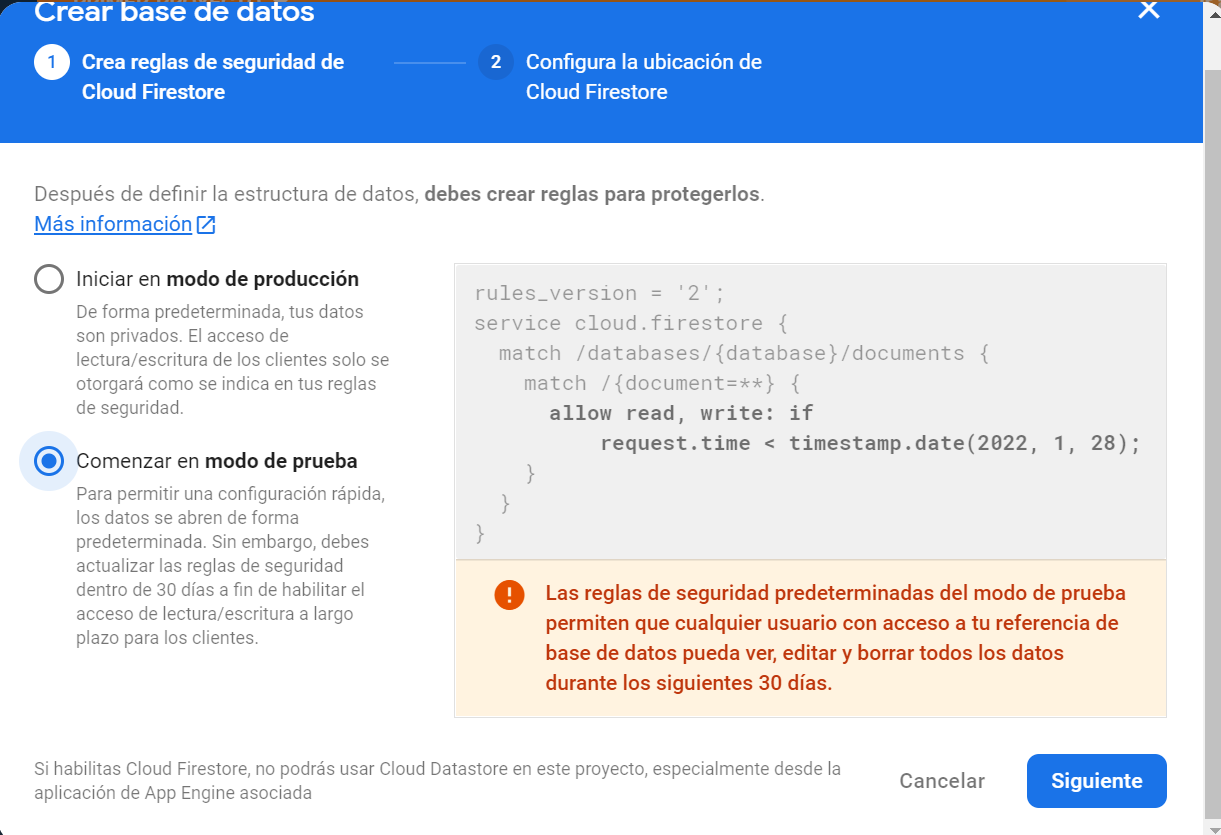 Crear base de datos
1 Crea reglas de seguridad de
Cloud Firestore
2 Configura la ubicación de
Cloud Firestore
Después de definir la estructura de datos, debes crear reglas para protegerlos.
Más información
Iniciar en modo de producción
De forma predeterminada, tus datos
son privados. El acceso de
lectura/escritura de los clientes solo se
otorgará como se indica en tus reglas
de seguridad.
Comenzar en modo de prueba
Para permitir una configuración rápida,
los datos se abren de forma
predeterminada. Sin embargo, debes
actualizar las reglas de seguridad
dentro de 30 días a fin de habilitar el
acceso de lectura/escritura a largo
plazo para los clientes.
rules_version = '2';
service cloud.firestore {
  match /databases/{database}/documents {
    match /{document=**} {
      allow read, write: if
          request.time < timestamp.date(2022, 1, 28);
    }
  }
}
Las reglas de seguridad predeterminadas del modo de prueba
permiten que cualquier usuario con acceso a tu referencia de
base de datos pueda ver, editar y borrar todos los datos
durante los siguientes 30 días.
Si habilitas Cloud Firestore, no podrás usar Cloud Datastore en este proyecto, especialmente desde la
aplicación de App Engine asociada
Cancelar
Siguiente